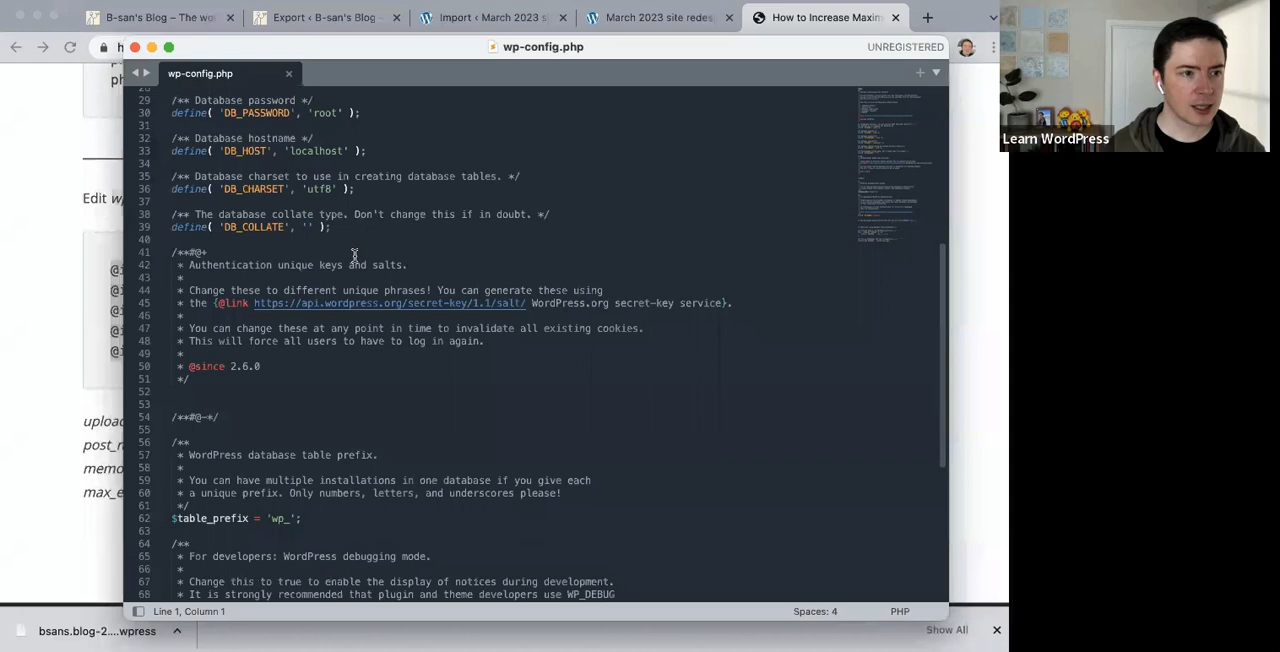 B-san's Blog – The wo
Export ‹ B-san's Blog –
Import ‹ March 2023 s
March 2023 site redes
How to Increase Maxim
wp-config.php
UNREGISTERED
wp-config.php
28
29 /** Database password */
30 define( 'DB_PASSWORD', 'root' );
31
32 /** Database hostname */
33 define( 'DB_HOST', 'localhost' );
34
35 /** Database charset to use in creating database tables. */
36 define( 'DB_CHARSET', 'utf8' );
37
38 /** The database collate type. Don't change this if in doubt. */
39 define( 'DB_COLLATE', '' );
40
41 /**#@+
42 * Authentication unique keys and salts.
43 *
44 * Change these to different unique phrases! You can generate these using
45 * the {@link https://api.wordpress.org/secret-key/1.1/salt/ WordPress.org secret-key service}.
46 *
47 * You can change these at any point in time to invalidate all existing cookies.
48 * This will force all users to have to log in again.
49 *
50 * @since 2.6.0
51 */
52
53
54 /**#@-*/
55
56 /**
57 * WordPress database table prefix.
58 *
59 * You can have multiple installations in one database if you give each
60 * a unique prefix. Only numbers, letters, and underscores please!
61 */
62 $table_prefix = 'wp_';
63
64 /**
65 * For developers: WordPress debugging mode.
66 *
67 * Change this to true to enable the display of notices during development.
68 * It is strongly recommended that plugin and theme developers use WP_DEBUG
Line 1, Column 1
Spaces: 4
PHP
h
ph
Edit w
@i
@i
@i
@i
@i
upload
post_n
memo
max_e
bsans.blog-2....wpress
Show All
Learn WordPress